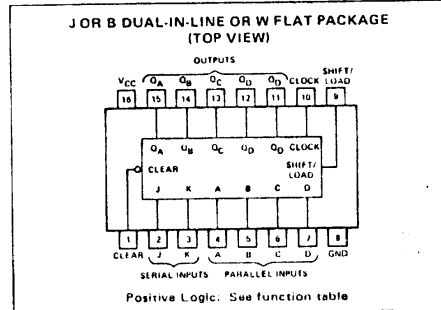 J OR B DUAL-IN-LINE OR W FLAT PACKAGE
(TOP VIEW)
OUTPUTS
VCC QA QB QC QD QD CLOCK SHIFT/
LOAD
16 15 14 13 12 11 10 9
QA QB QC QD QD CLOCK
CLEAR SHIFT/
LOAD
J K A B C D
1 2 3 4 5 6 7 8
CLEAR J K A B C D GND
SERIAL INPUTS PARALLEL INPUTS
Positive Logic: See function table